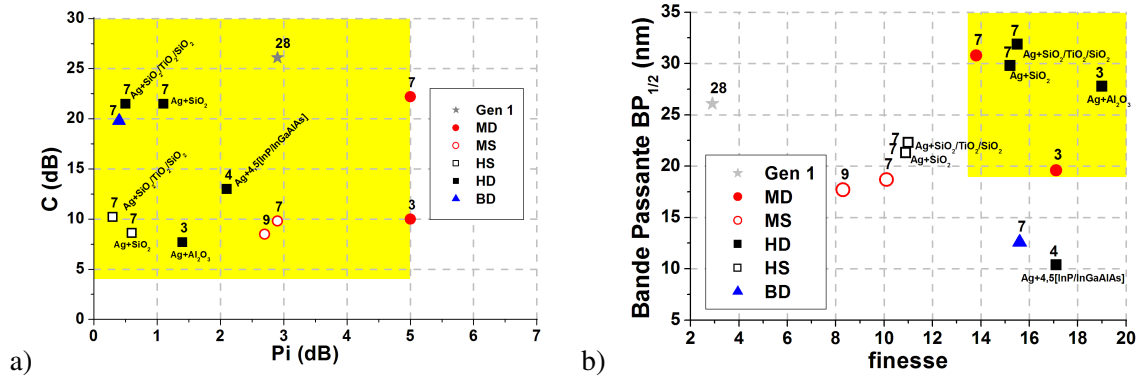 a)
C (dB)
30
25
20
15
10
5
0
0 1 2 3 4 5 6 7
Pi (dB)
28
7
7
Ag+SiO2/TiO2/SiO2
7
Ag+SiO2
7
4
Ag+4,5[InP/InGaAlAs]
7
Ag+SiO2/TiO2/SiO2
7
Ag+SiO2
3
Ag+Al2O3
9
7
3
Gen 1
MD
MS
HS
HD
BD
b)
Bande Passante BP1/2 (nm)
35
30
25
20
15
10
5
2 4 6 8 10 12 14 16 18 20
finesse
28
7
7
Ag+SiO2/TiO2/SiO2
7
Ag+SiO2
3
Ag+Al2O3
7
Ag+SiO2/TiO2/SiO2
7
Ag+SiO2
9
7
3
7
4
Ag+4,5[InP/InGaAlAs]
Gen 1
MD
MS
HD
HS
BD